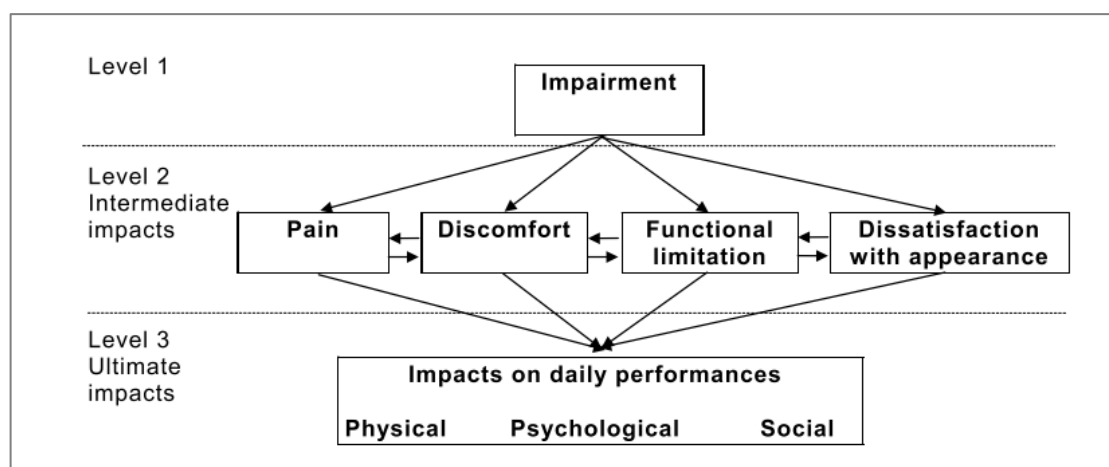 Level 1
Impairment
Level 2
Intermediate
impacts
Pain
Discomfort
Functional
limitation
Dissatisfaction
with appearance
Level 3
Ultimate
impacts
Impacts on daily performances
Physical Psychological Social